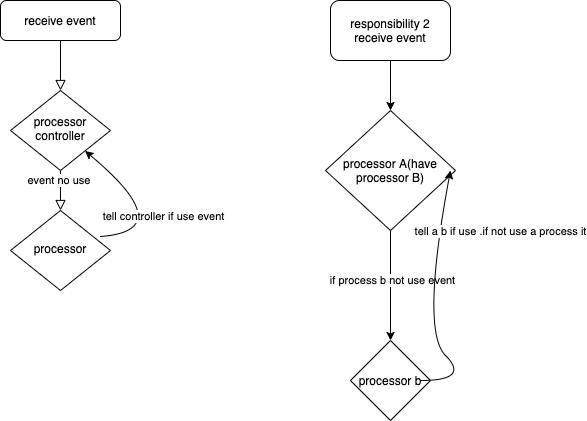 receive event
processor
controller
event no use
tell controller if use event
processor
responsibility 2
receive event
processor A(have
processor B)
tell a b if use .if not use a process it
if process b not use event
processor b